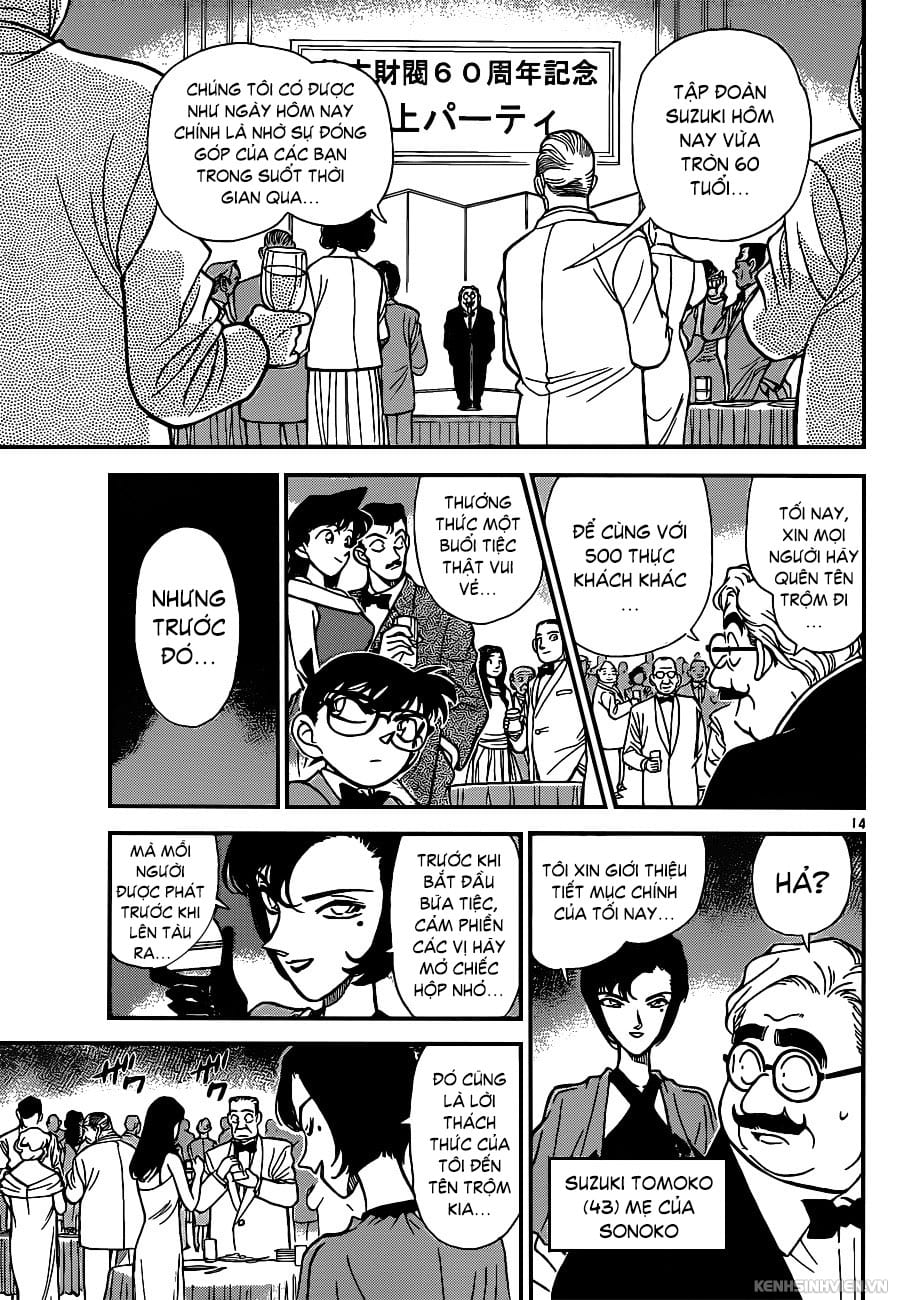 財閥60周年記念
上パーティ
TẬP ĐOÀN
SUZUKI HÔM
NAY VỪA
TRÒN 60
TUỔI...
CHÚNG TÔI CÓ ĐƯỢC
NHƯ NGÀY HÔM NAY
CHÍNH LÀ NHỜ SỰ ĐÓNG
GÓP CỦA CÁC BẠN
TRONG SUỐT THỜI
GIAN QUA...
TỐI NAY,
XIN MỌI
NGƯỜI HÃY
QUÊN TÊN
TRỘM ĐI
...
ĐỂ CÙNG VỚI
500 THỰC
KHÁCH KHÁC
...
THƯỞNG
THỨC MỘT
BUỔI TIỆC
THẬT VUI
VẺ...
NHƯNG
TRƯỚC
ĐÓ...
14
HẢ?
TÔI XIN GIỚI THIỆU
TIẾT MỤC CHÍNH
CỦA TỐI NAY...
SUZUKI TOMOKO
(43) MẸ CỦA
SONOKO
TRƯỚC KHI
BẮT ĐẦU
BỮA TIỆC,
CẢM PHIỀN
CÁC VỊ HÃY
MỞ CHIẾC
HỘP NHỎ...
MÀ MỖI
NGƯỜI
ĐƯỢC PHÁT
TRƯỚC KHI
LÊN TÀU
RA...
ĐÓ CŨNG
LÀ LỜI
THÁCH
THỨC CỦA
TÔI ĐẾN
TÊN TRỘM
KIA...
KENHSINHVIEN.VN